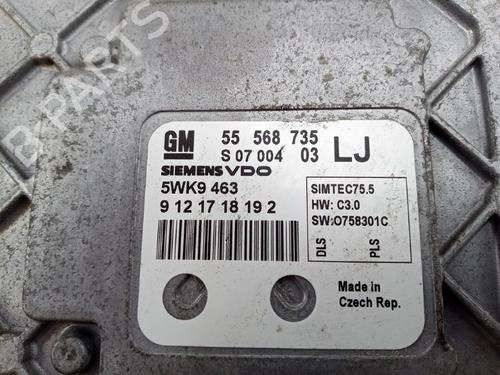 B-PARTS
GM 55 568 735 LJ
S 07 004 03
SIEMENS VDO
5WK9 463
9 12 17 18 19 2
SIMTEC75.5
HW: C3.0
SW:O758301C
DLS
PLS
Made in
Czech Rep.